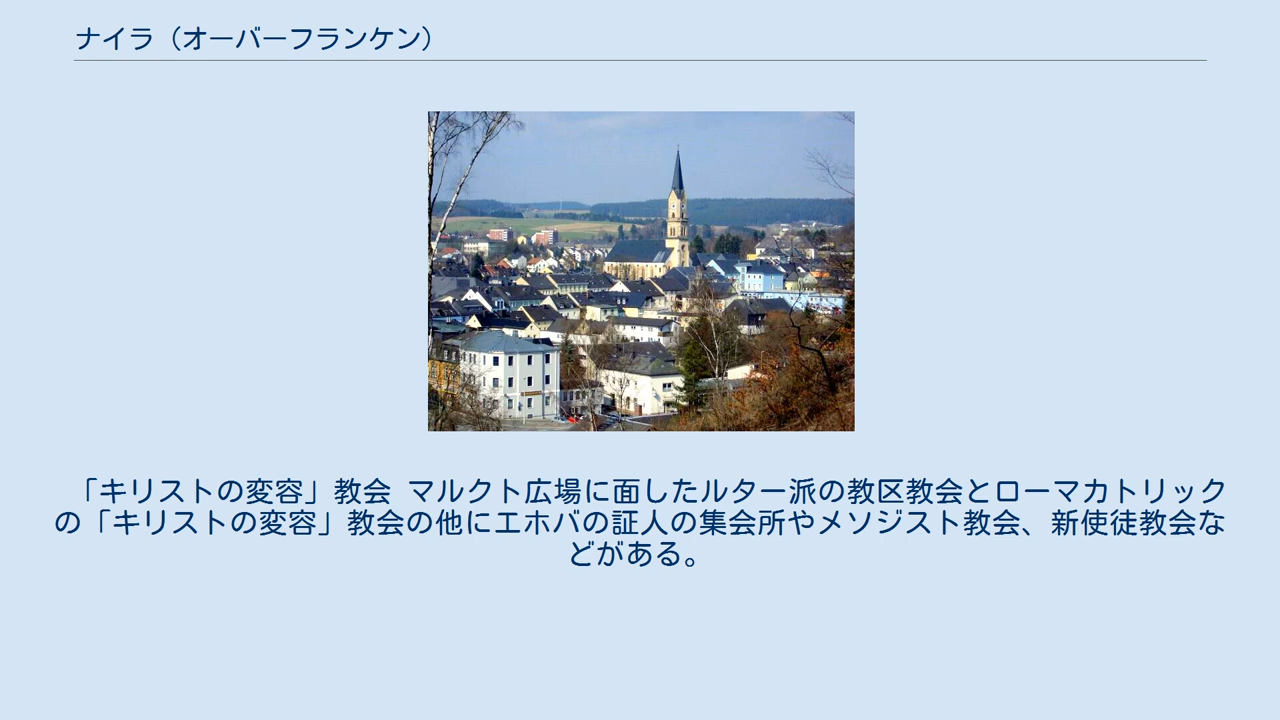 ナイラ（オーバーフランケン）
「キリストの変容」教会 マルクト広場に面したルター派の教区教会とローマカトリック
の「キリストの変容」教会の他にエホバの証人の集会所やメソジスト教会、新使徒教会な
どがある。